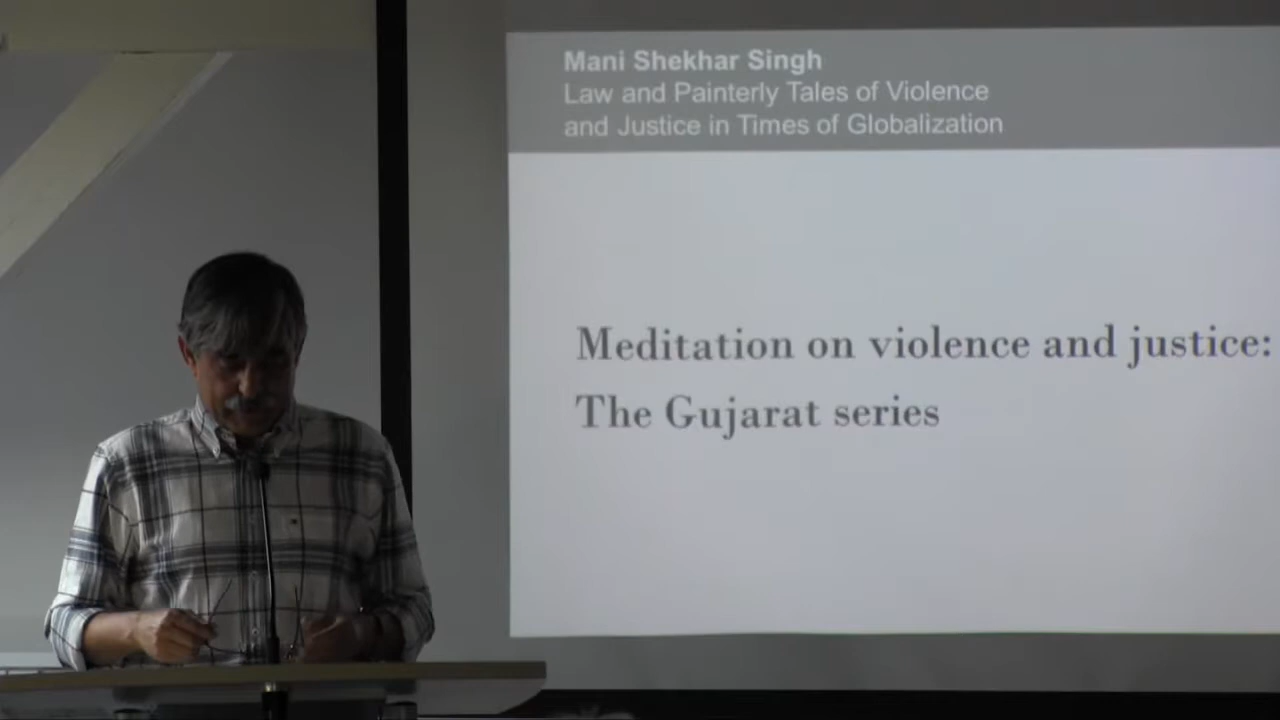 Mani Shekhar Singh
Law and Painterly Tales of Violence
and Justice in Times of Globalization
Meditation on violence and justice:
The Gujarat series